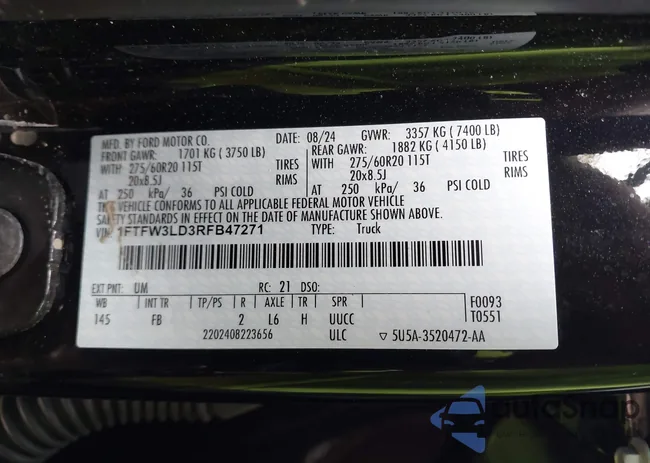 MFD. BY FORD MOTOR CO.
DATE: 08/24 GVWR: 3357 KG ( 7400 LB)
FRONT GAWR: 1701 KG ( 3750 LB)
REAR GAWR: 1882 KG ( 4150 LB)
WITH 275/60R20 115T TIRES
WITH 275/60R20 115T TIRES
20x8.5J RIMS
20x8.5J RIMS
AT 250 kPa/ 36 PSI COLD
AT 250 kPa/ 36 PSI COLD
THIS VEHICLE CONFORMS TO ALL APPLICABLE FEDERAL MOTOR VEHICLE
SAFETY STANDARDS IN EFFECT ON THE DATE OF MANUFACTURE SHOWN ABOVE.
VIN: 1FTFW3LD3RFB47271 TYPE: Truck
EXT PNT: UM RC: 21 DSO:
WB INT TR TP/PS R AXLE TR SPR F0093
145 FB 2 L6 H UUCC T0551
2202408223656 ULC ▽ 5U5A-3520472-AA
AutoSnap